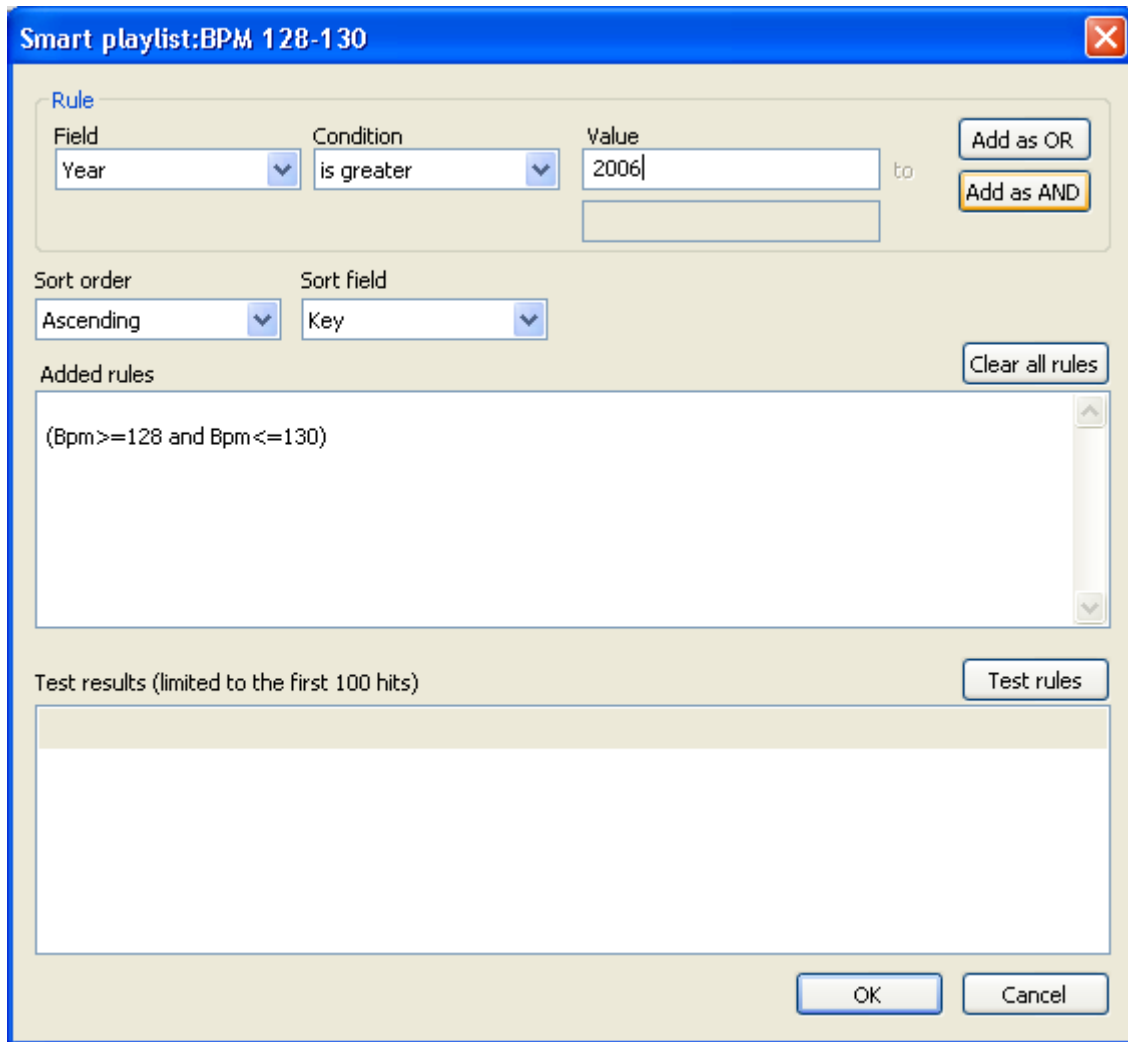 Smart playlist:BPM 128-130
Rule
Field Condition Value
Year is greater 2006 to
Add as OR
Add as AND
Sort order Sort field
Ascending Key
Clear all rules
Added rules
(Bpm>=128 and Bpm<=130)
Test results (limited to the first 100 hits) Test rules
OK Cancel